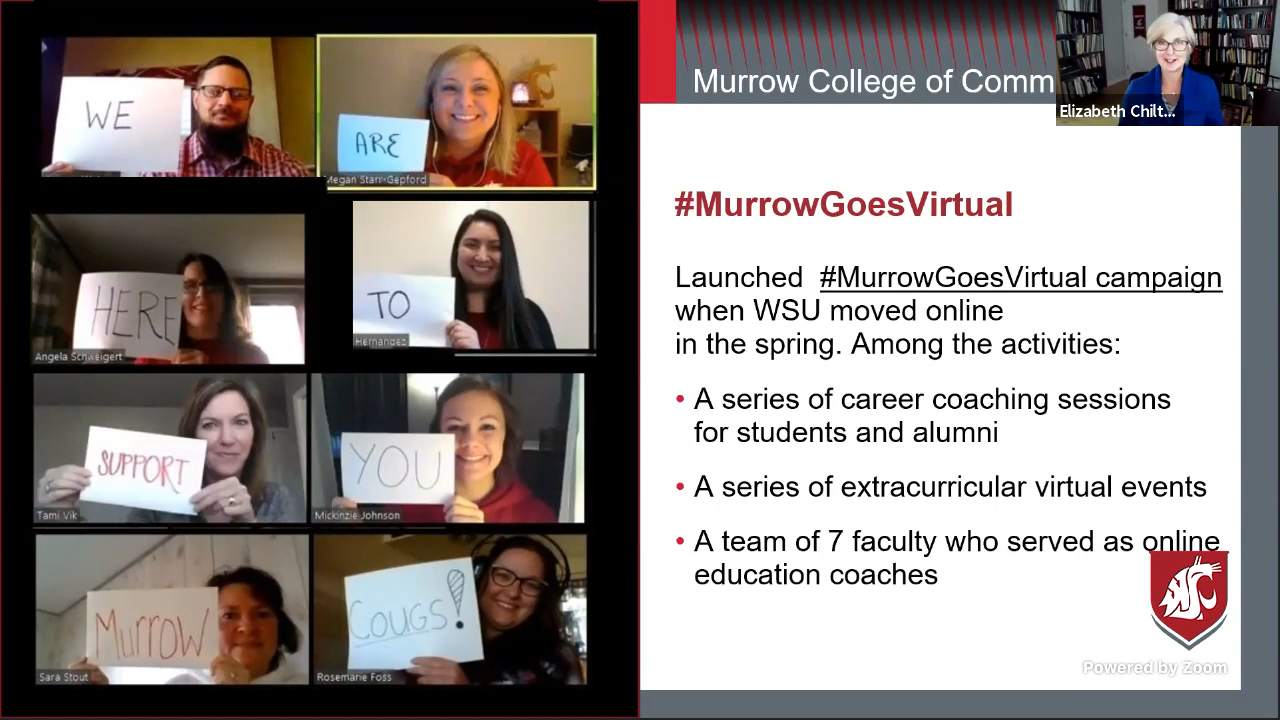 WE
ARE
Megan Starr-Gepford
HERE
Angela Schweigert
TO
Hernandez
SUPPORT
Tami Vik
YOU
Mickinzie Johnson
MURROW
Sara Stout
COUGS!
Rosemarie Foss
Murrow College of Comm
Elizabeth Chilt...
#MurrowGoesVirtual
Launched #MurrowGoesVirtual campaign
when WSU moved online
in the spring. Among the activities:
• A series of career coaching sessions
for students and alumni
• A series of extracurricular virtual events
• A team of 7 faculty who served as online
education coaches
Powered by Zoom